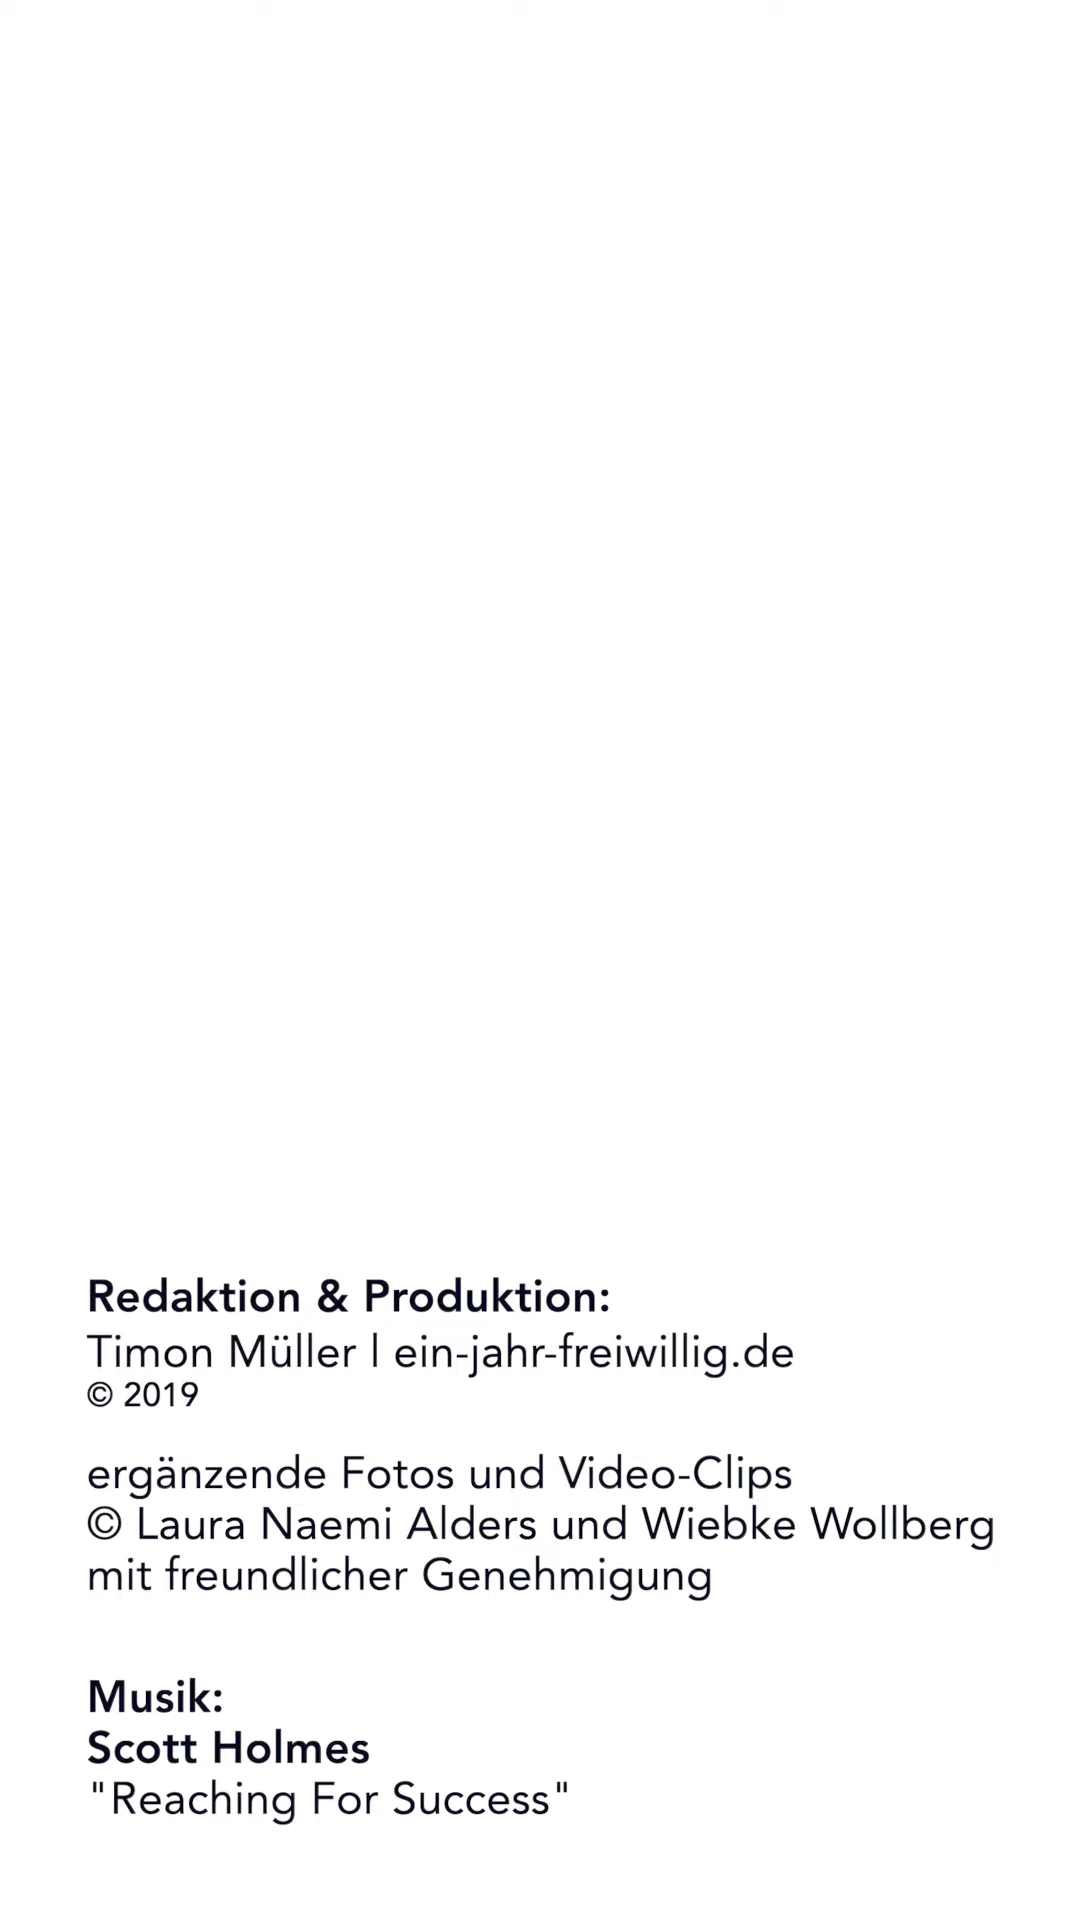 Redaktion & Produktion:
Timon Müller | ein-jahr-freiwillig.de
© 2019
ergänzende Fotos und Video-Clips
© Laura Naemi Alders und Wiebke Wollberg
mit freundlicher Genehmigung
Musik:
Scott Holmes
"Reaching For Success"